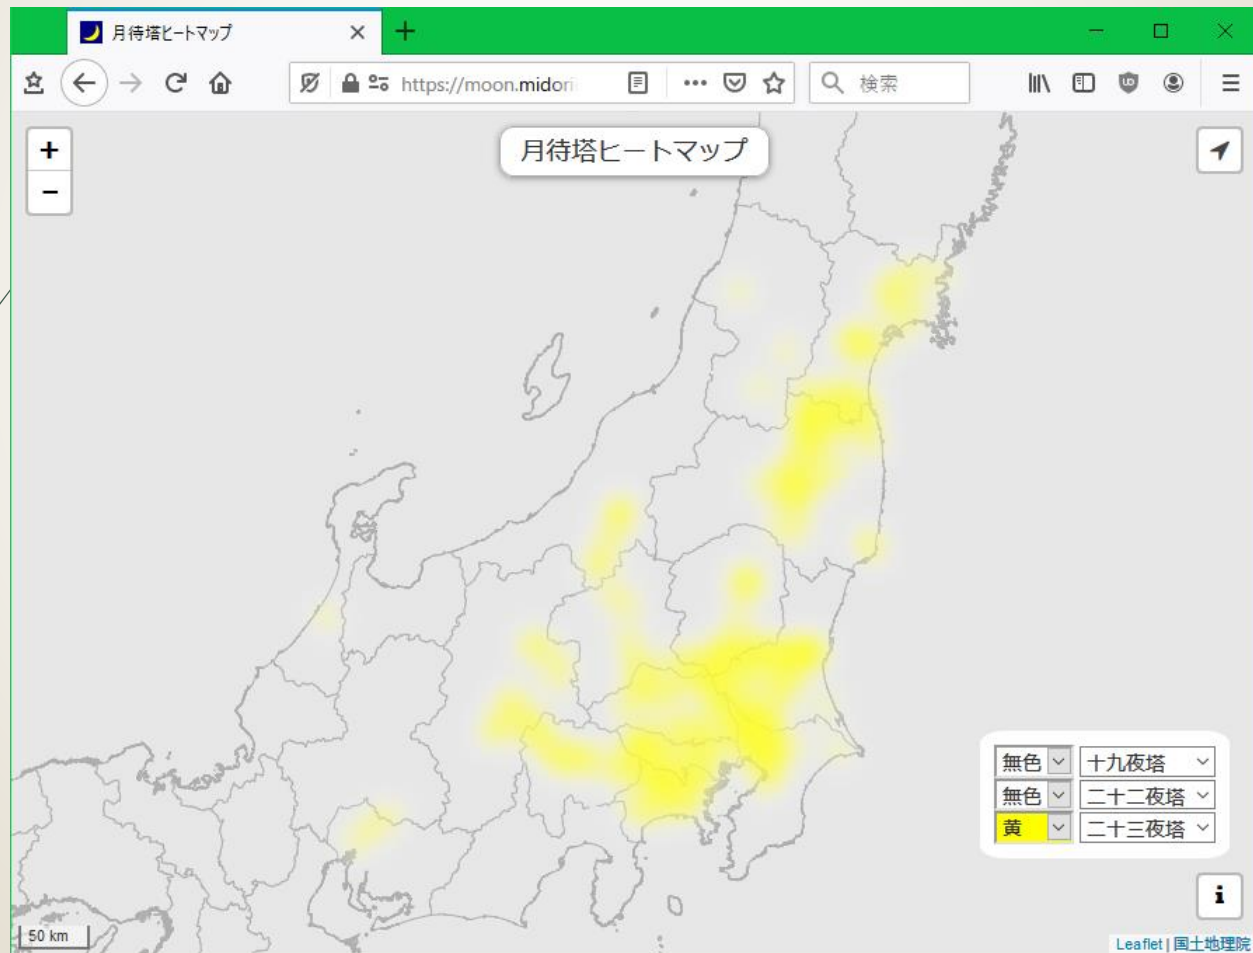 月待塔ヒートマップ
https://moon.midori
検索
+
−
月待塔ヒートマップ
無色 十九夜塔
無色 二十二夜塔
黄 二十三夜塔
i
50 km
Leaflet | 国土地理院